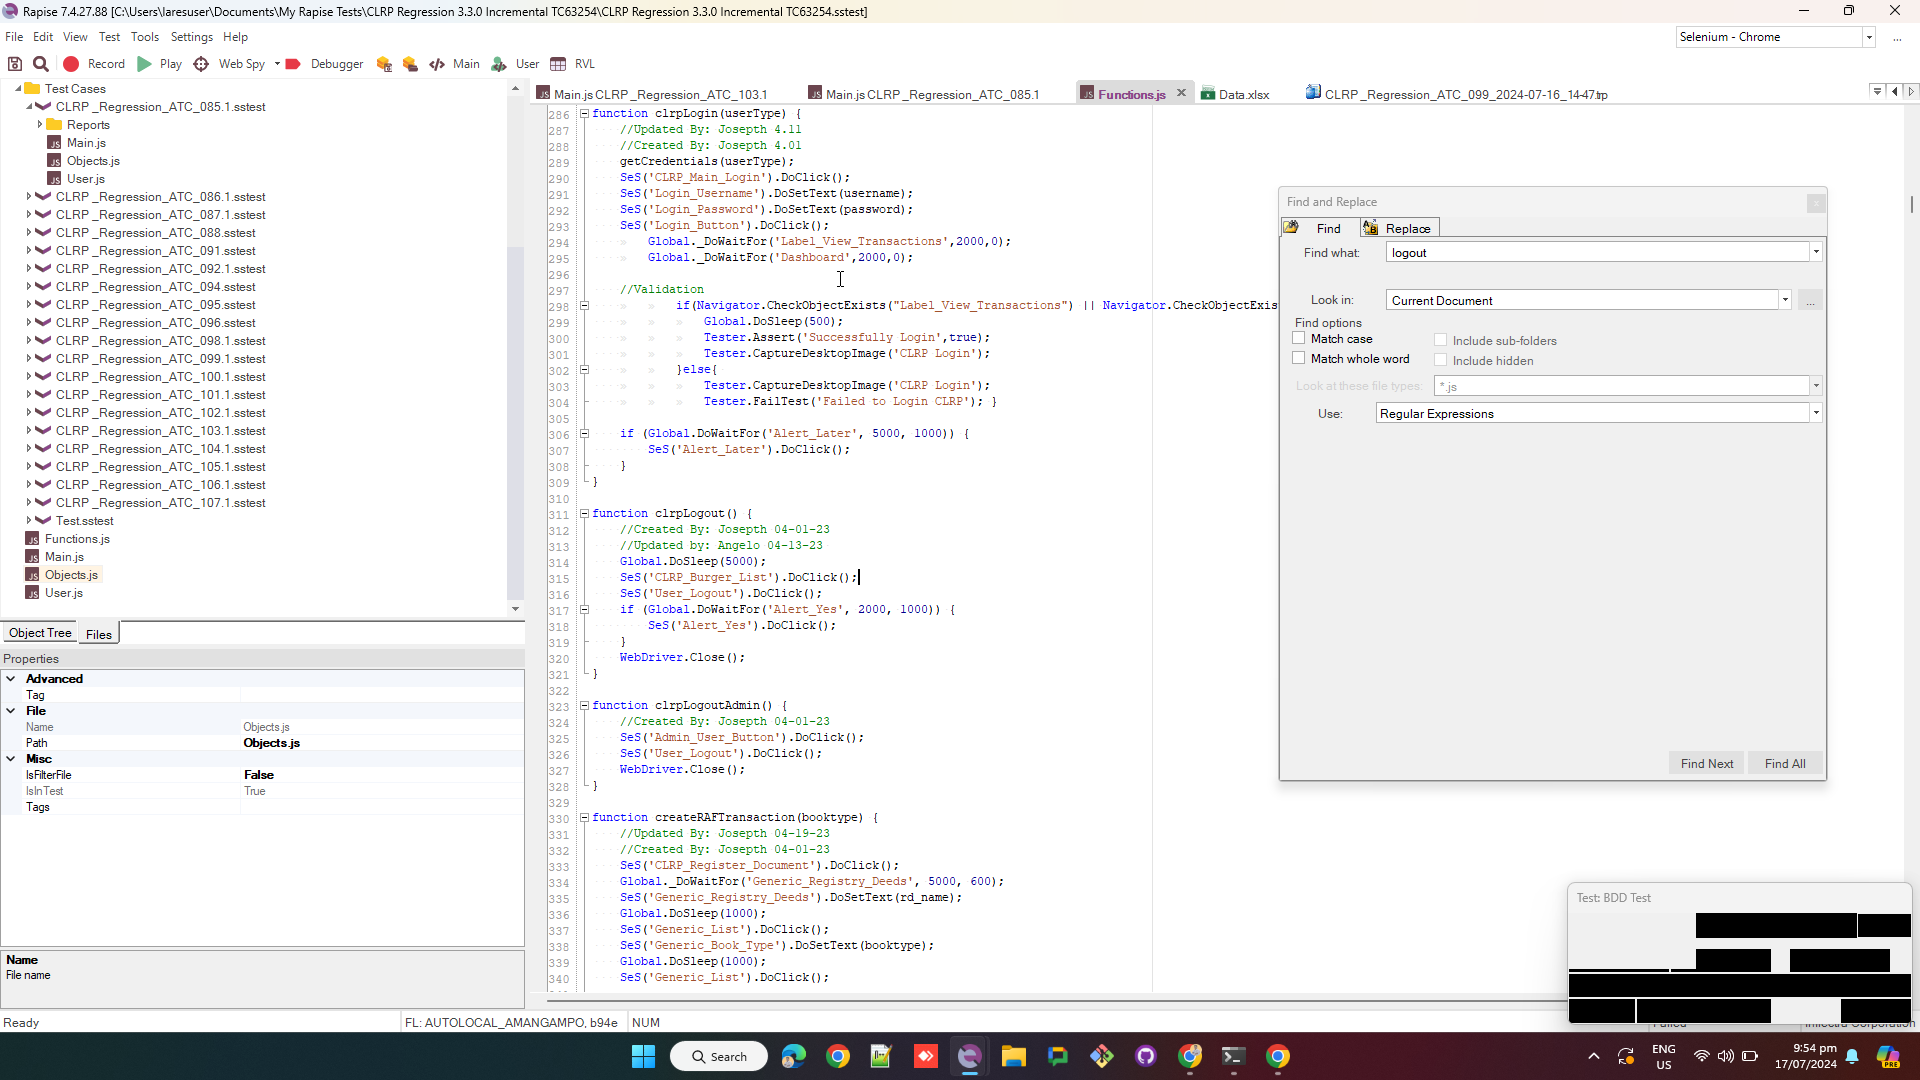 Rapise 7.4.27.88 [C:\Users\laresuser\Documents\My Rapise Tests\CLRP Regression 3.3.0 Incremental TC63254\CLRP Regression 3.3.0 Incremental TC63254.sstest]
File Edit View Test Tools Settings Help
Selenium - Chrome
...
Record Play Web Spy Debugger Main User RVL
Test Cases
CLRP _Regression_ATC_085.1.sstest
Reports
Main.js
Objects.js
User.js
CLRP _Regression_ATC_086.1.sstest
CLRP _Regression_ATC_087.1.sstest
CLRP _Regression_ATC_088.sstest
CLRP _Regression_ATC_091.sstest
CLRP _Regression_ATC_092.1.sstest
CLRP _Regression_ATC_094.sstest
CLRP _Regression_ATC_095.sstest
CLRP _Regression_ATC_096.sstest
CLRP _Regression_ATC_098.1.sstest
CLRP _Regression_ATC_099.1.sstest
CLRP _Regression_ATC_100.1.sstest
CLRP _Regression_ATC_101.1.sstest
CLRP _Regression_ATC_102.1.sstest
CLRP _Regression_ATC_103.1.sstest
CLRP _Regression_ATC_104.1.sstest
CLRP _Regression_ATC_105.1.sstest
CLRP _Regression_ATC_106.1.sstest
CLRP _Regression_ATC_107.1.sstest
Test.sstest
Functions.js
Main.js
Objects.js
User.js
Object Tree Files
Properties
Advanced
Tag
File
Name Objects.js
Path Objects.js
Misc
IsFilterFile False
IsInTest True
Tags
Name
File name
Main.js CLRP _Regression_ATC_103.1 Main.js CLRP _Regression_ATC_085.1 Functions.js Data.xlsx CLRP _Regression_ATC_099_2024-07-16_14-47.trp
286 function clrpLogin(userType) {
287 //Updated By: Josepth 4.11
288 //Created By: Josepth 4.01
289 getCredentials(userType);
290 SeS('CLRP_Main_Login').DoClick();
291 SeS('Login_Username').DoSetText(username);
292 SeS('Login_Password').DoSetText(password);
293 SeS('Login_Button').DoClick();
294 Global._DoWaitFor('Label_View_Transactions',2000,0);
295 Global._DoWaitFor('Dashboard',2000,0);
296
297 //Validation
298 if(Navigator.CheckObjectExists("Label_View_Transactions") || Navigator.CheckObjectExis
299 Global.DoSleep(500);
300 Tester.Assert('Successfully Login',true);
301 Tester.CaptureDesktopImage('CLRP Login');
302 }else{
303 Tester.CaptureDesktopImage('CLRP Login');
304 Tester.FailTest('Failed to Login CLRP'); }
305
306 if (Global.DoWaitFor('Alert_Later', 5000, 1000)) {
307 SeS('Alert_Later').DoClick();
308 }
309 }
310
311 function clrpLogout() {
312 //Created By: Josepth 04-01-23
313 //Updated by: Angelo 04-13-23
314 Global.DoSleep(5000);
315 SeS('CLRP_Burger_List').DoClick();
316 SeS('User_Logout').DoClick();
317 if (Global.DoWaitFor('Alert_Yes', 2000, 1000)) {
318 SeS('Alert_Yes').DoClick();
319 }
320 WebDriver.Close();
321 }
322
323 function clrpLogoutAdmin() {
324 //Created By: Josepth 04-01-23
325 SeS('Admin_User_Button').DoClick();
326 SeS('User_Logout').DoClick();
327 WebDriver.Close();
328 }
329
330 function createRAFTransaction(booktype) {
331 //Updated By: Josepth 04-19-23
332 //Created By: Josepth 04-01-23
333 SeS('CLRP_Register_Document').DoClick();
334 Global._DoWaitFor('Generic_Registry_Deeds', 5000, 600);
335 SeS('Generic_Registry_Deeds').DoSetText(rd_name);
336 Global.DoSleep(1000);
337 SeS('Generic_List').DoClick();
338 SeS('Generic_Book_Type').DoSetText(booktype);
339 Global.DoSleep(1000);
340 SeS('Generic_List').DoClick();
Find and Replace
Find Replace
Find what: logout
Look in: Current Document ...
Find options
Match case Include sub-folders
Match whole word Include hidden
Look at these file types: *.js
Use: Regular Expressions
Find Next Find All
Test: BDD Test
Ready FL: AUTOLOCAL_AMANGAMPO, b94e NUM
Search
ENG
US
9:54 pm
17/07/2024
PRE